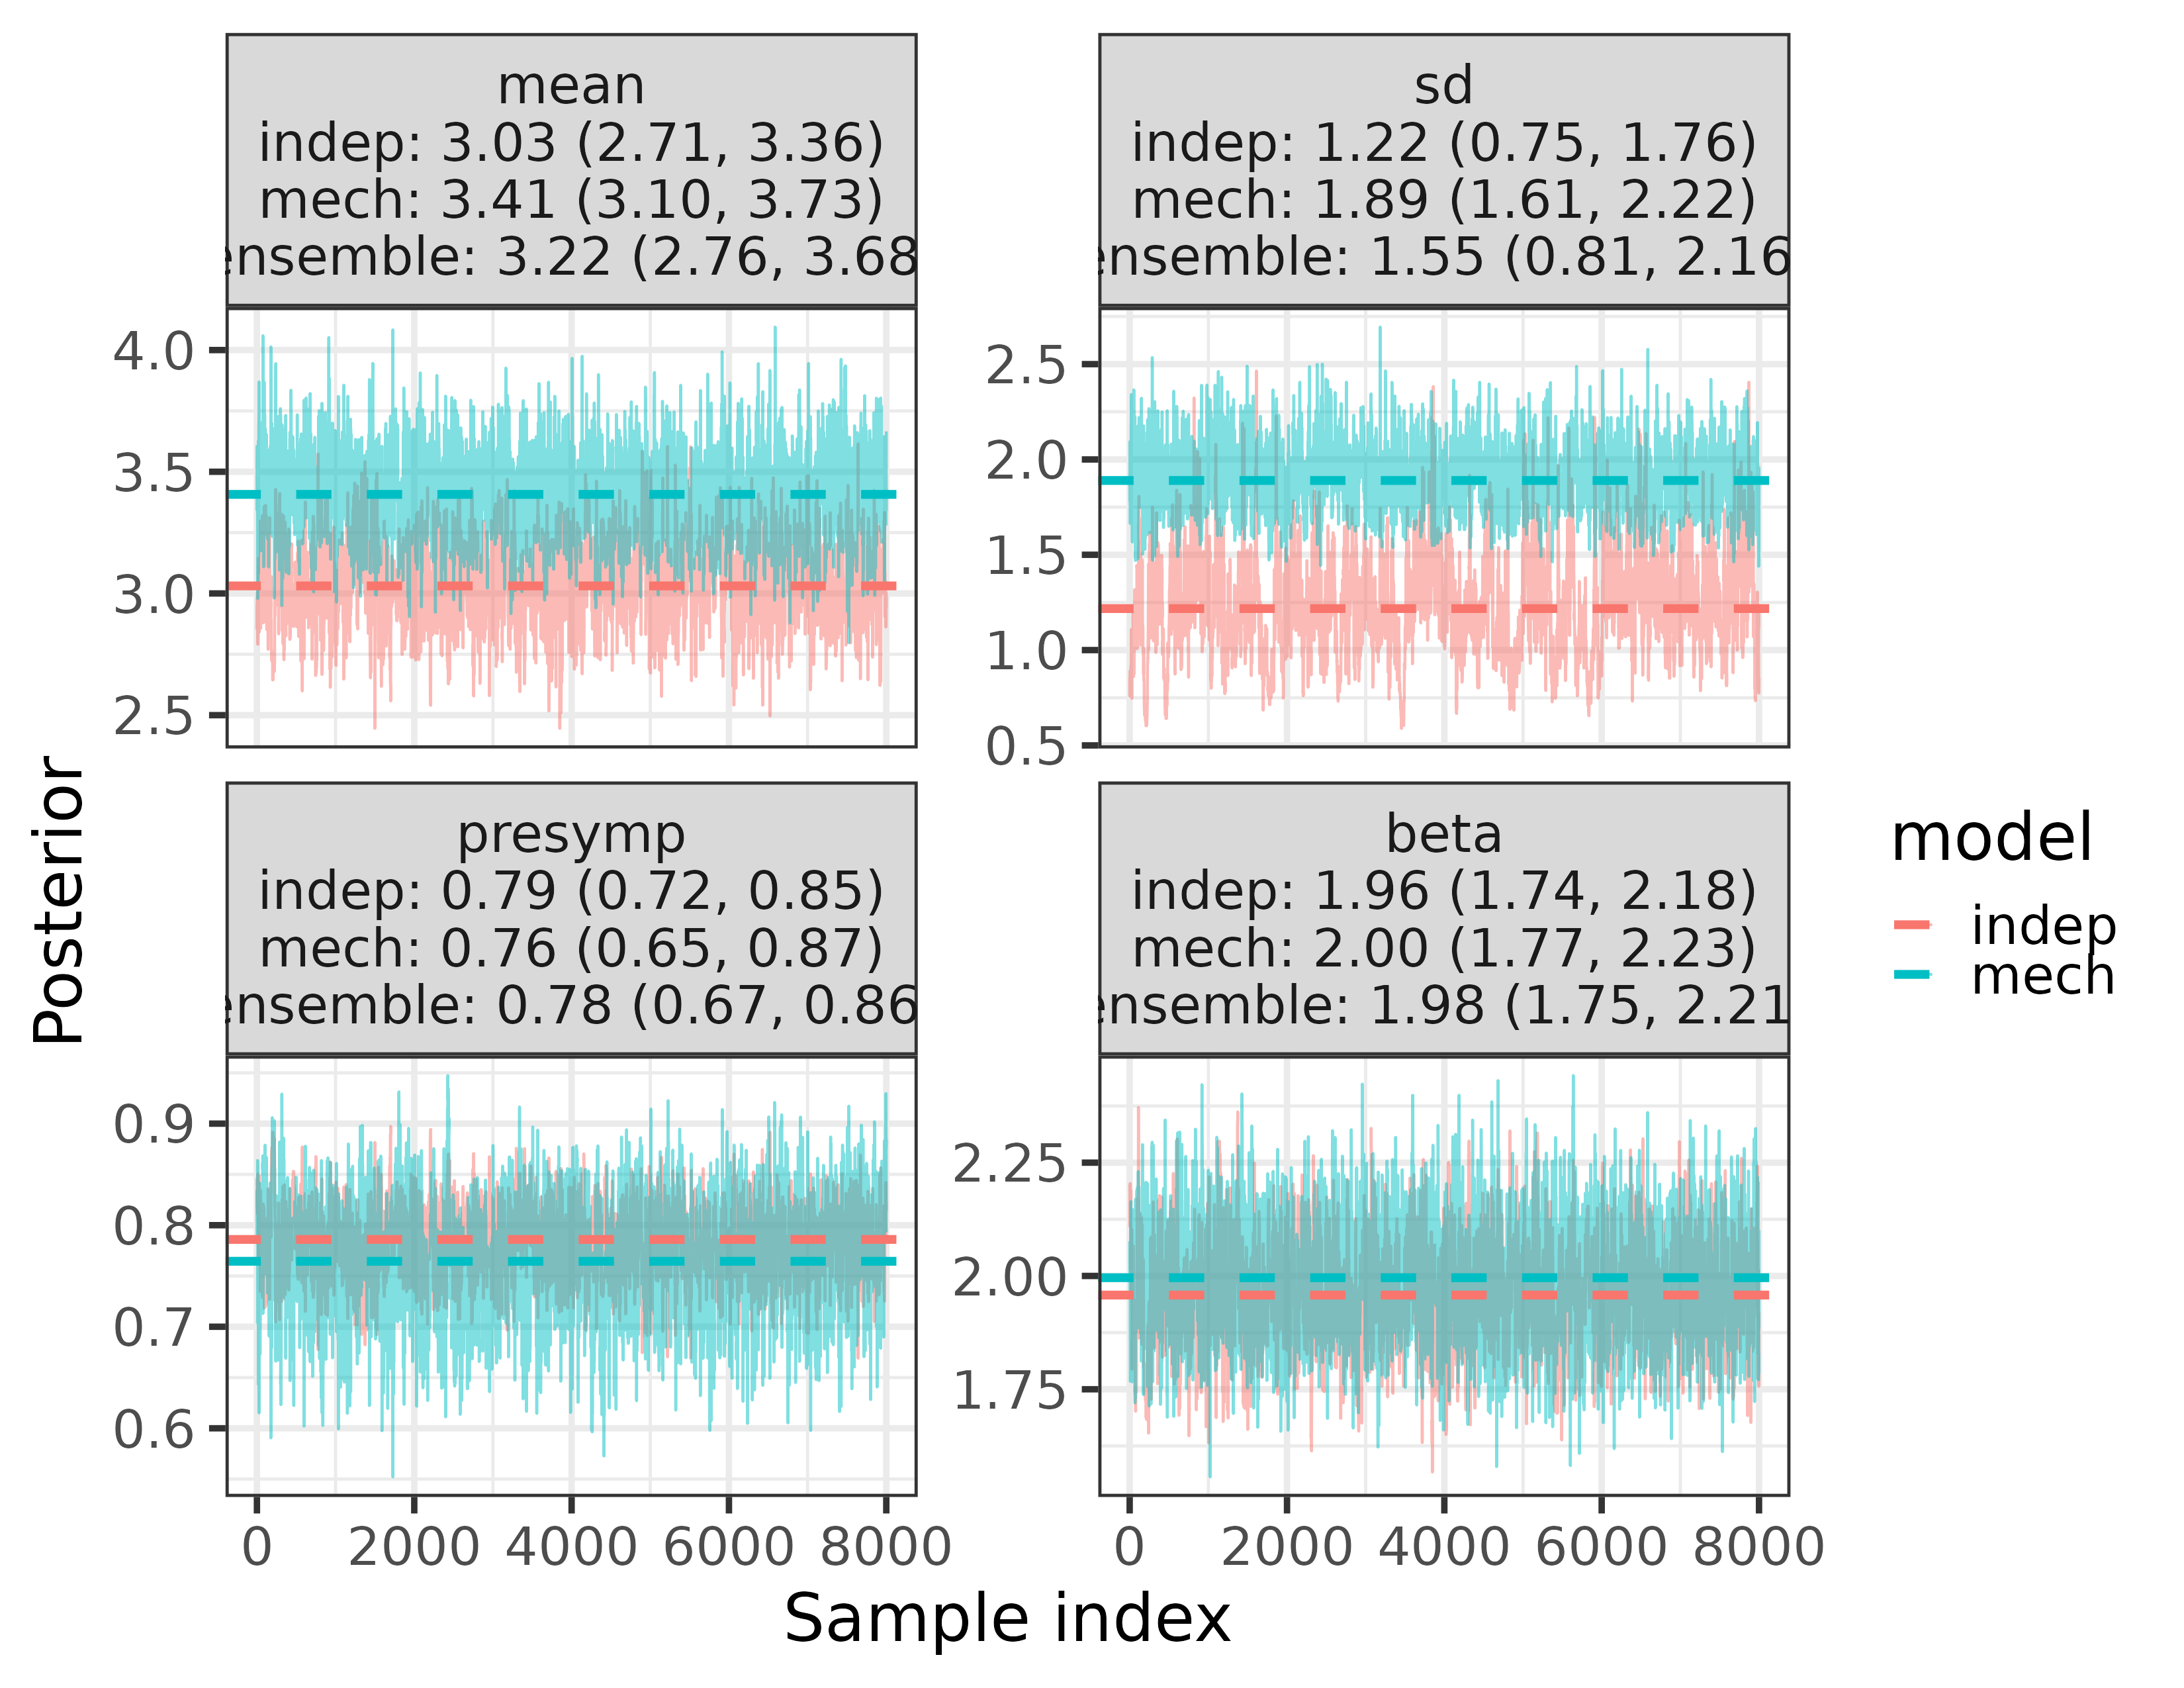 mean
indep: 3.03 (2.71, 3.36)
mech: 3.41 (3.10, 3.73)
ensemble: 3.22 (2.76, 3.68
sd
indep: 1.22 (0.75, 1.76)
mech: 1.89 (1.61, 2.22)
ensemble: 1.55 (0.81, 2.16
4.0
3.5
3.0
2.5
2.5
2.0
1.5
1.0
0.5
Posterior
presymp
indep: 0.79 (0.72, 0.85)
mech: 0.76 (0.65, 0.87)
ensemble: 0.78 (0.67, 0.86
beta
indep: 1.96 (1.74, 2.18)
mech: 2.00 (1.77, 2.23)
ensemble: 1.98 (1.75, 2.21
model
indep
mech
0.9
0.8
0.7
0.6
2.25
2.00
1.75
0 2000 4000 6000 8000
0 2000 4000 6000 8000
Sample index